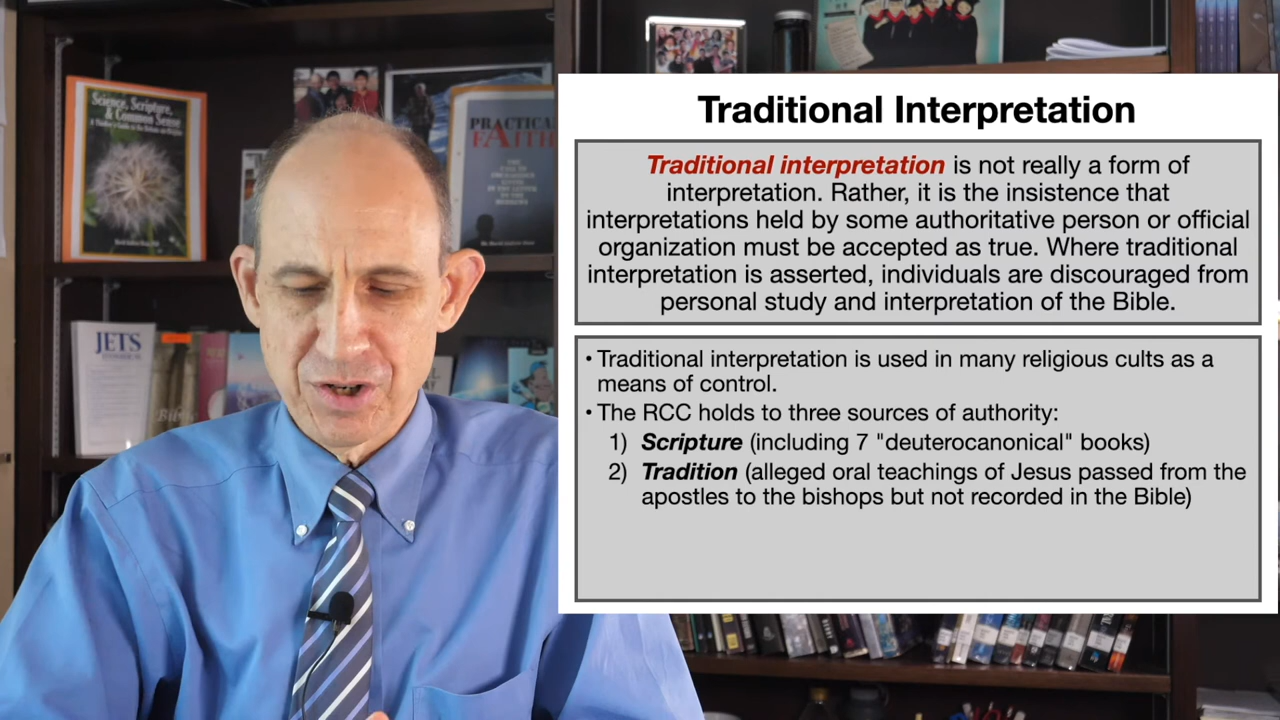 Science, Scripture,
& Common Sense
PRACTICAL
FAITH
JETS
Traditional Interpretation
Traditional interpretation is not really a form of
interpretation. Rather, it is the insistence that
interpretations held by some authoritative person or official
organization must be accepted as true. Where traditional
interpretation is asserted, individuals are discouraged from
personal study and interpretation of the Bible.
• Traditional interpretation is used in many religious cults as a
means of control.
• The RCC holds to three sources of authority:
1) Scripture (including 7 "deuterocanonical" books)
2) Tradition (alleged oral teachings of Jesus passed from the
apostles to the bishops but not recorded in the Bible)